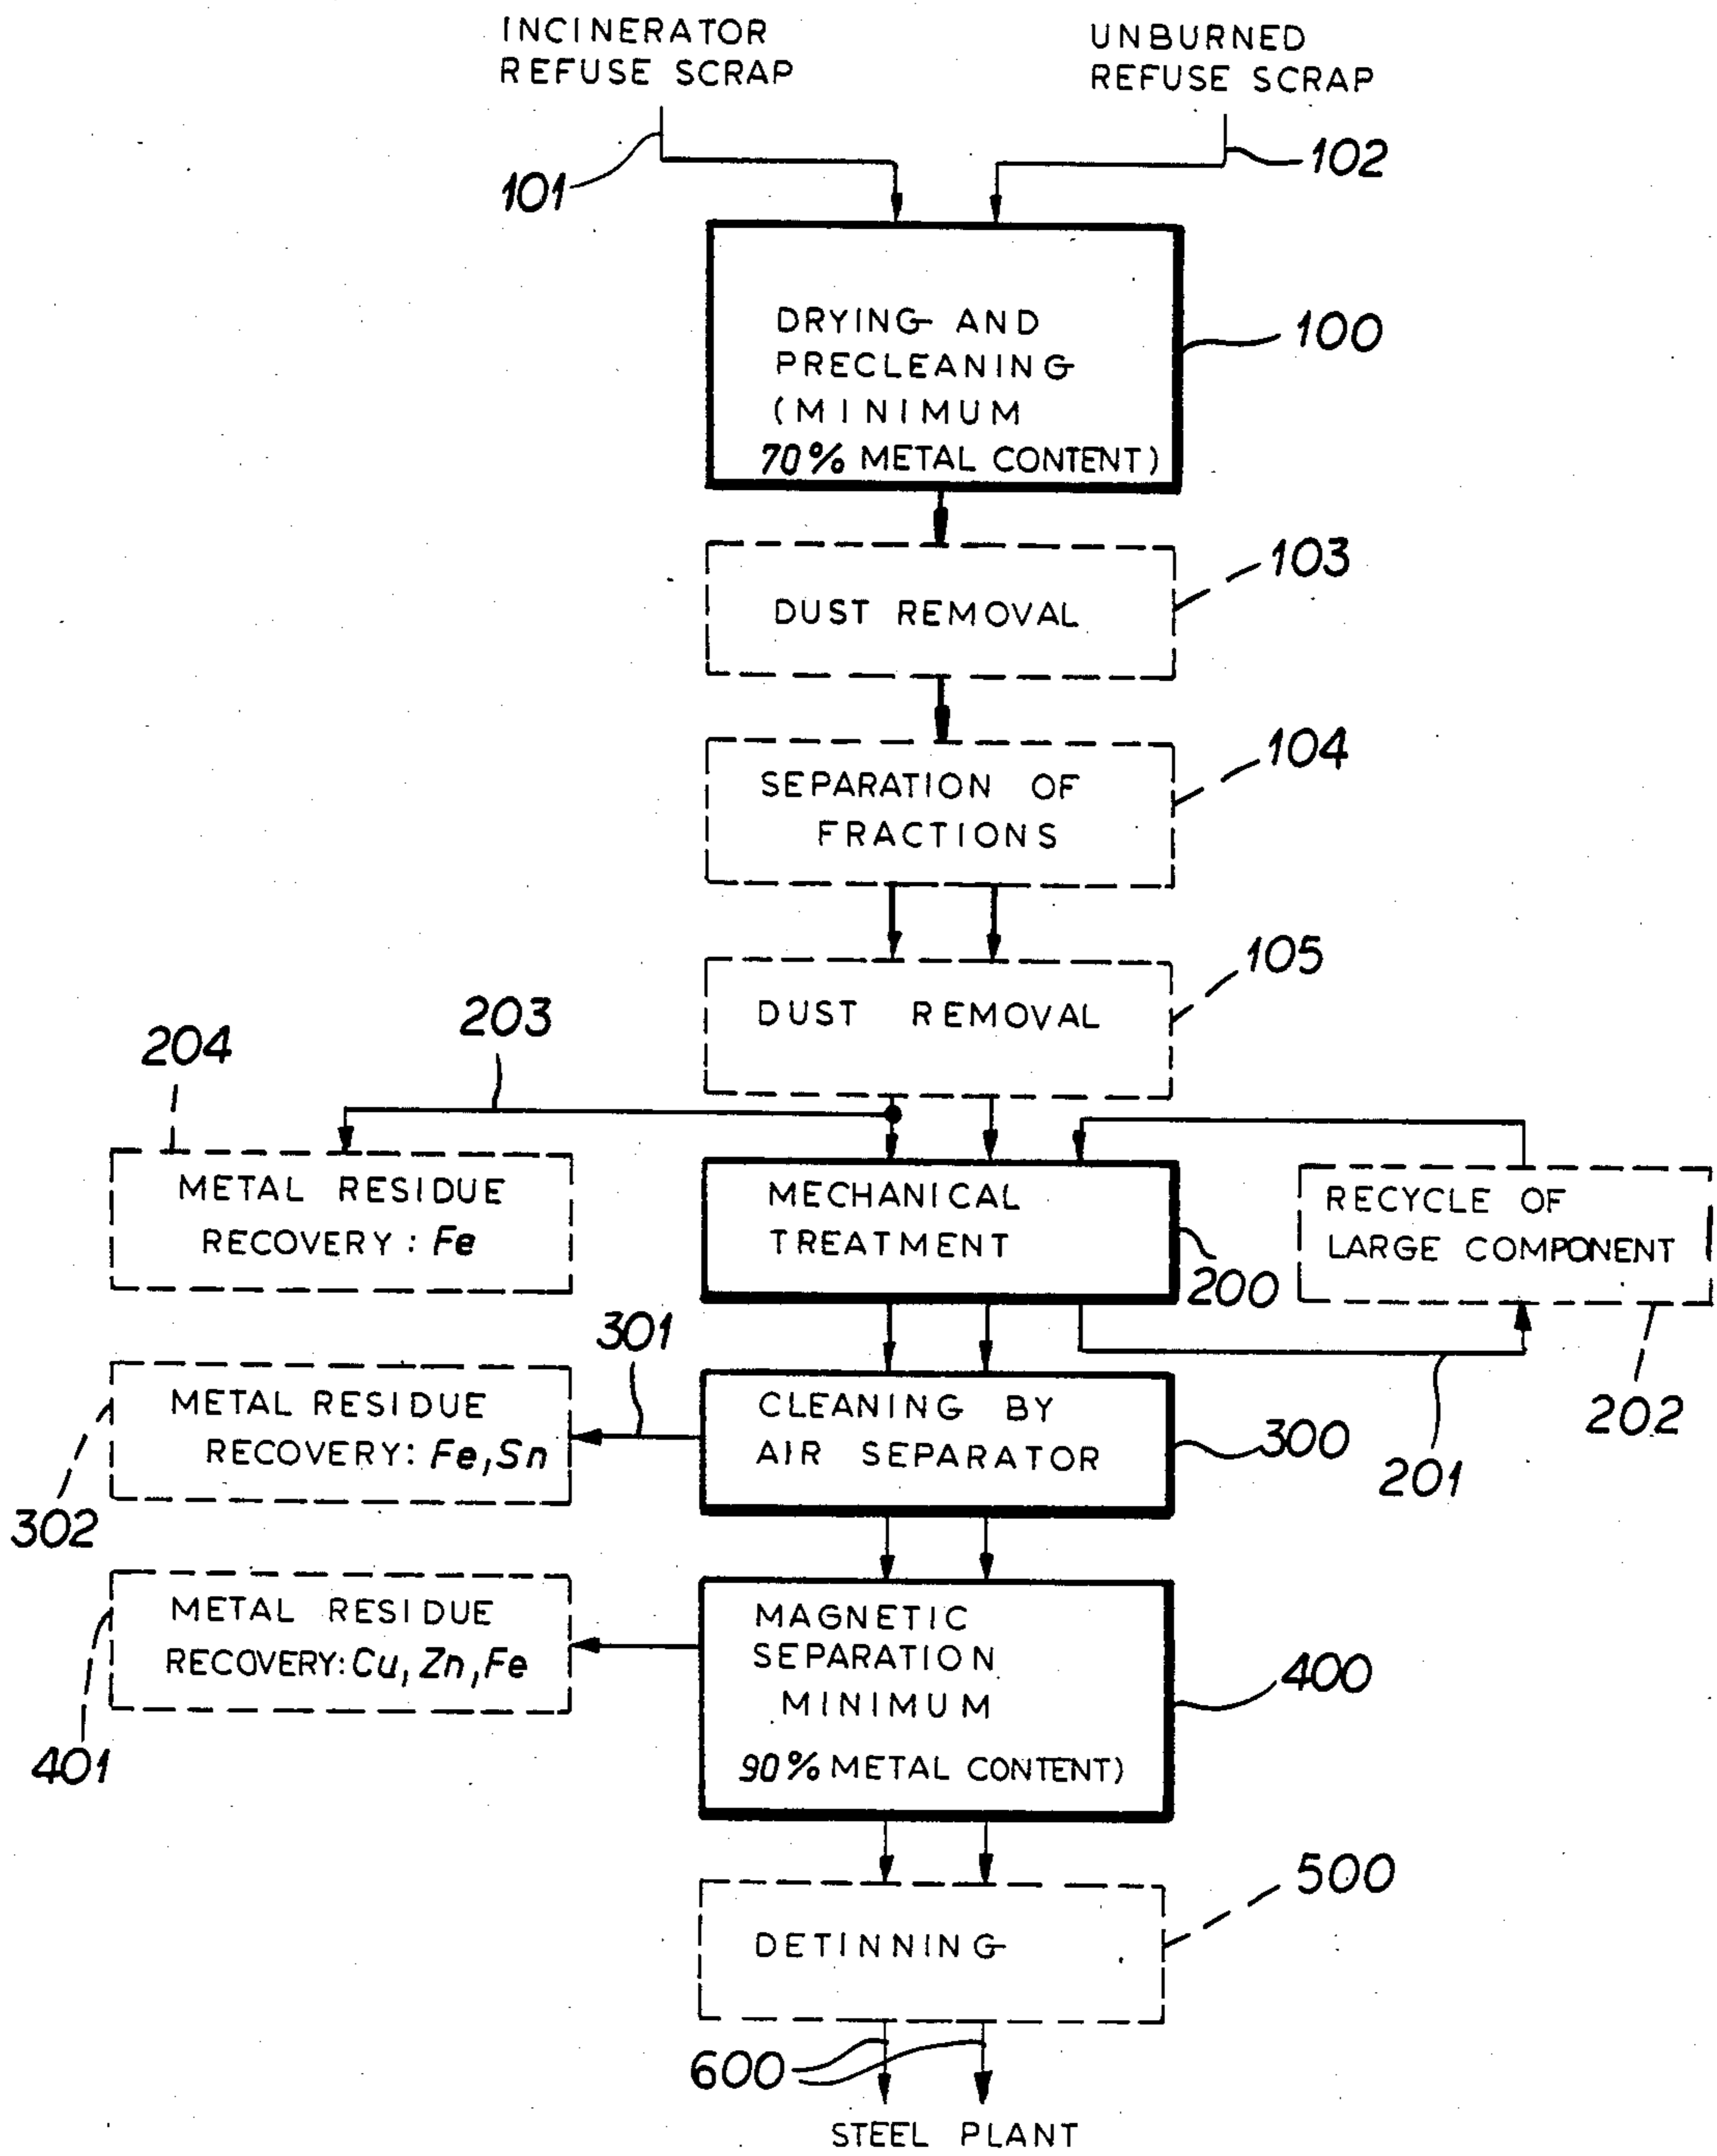 INCINERATOR
REFUSE SCRAP
UNBURNED
REFUSE SCRAP
101
102
DRYING AND
PRECLEANING
(MINIMUM
70% METAL CONTENT)
100
103
DUST REMOVAL
104
SEPARATION OF
FRACTIONS
105
DUST REMOVAL
203
204
METAL RESIDUE
RECOVERY: Fe
MECHANICAL
TREATMENT
200
RECYCLE OF
LARGE COMPONENT
201
202
301
METAL RESIDUE
RECOVERY: Fe, Sn
302
CLEANING BY
AIR SEPARATOR
300
METAL RESIDUE
RECOVERY: Cu, Zn, Fe
401
MAGNETIC
SEPARATION
MINIMUM
90% METAL CONTENT)
400
500
DETINNING
600
STEEL PLANT